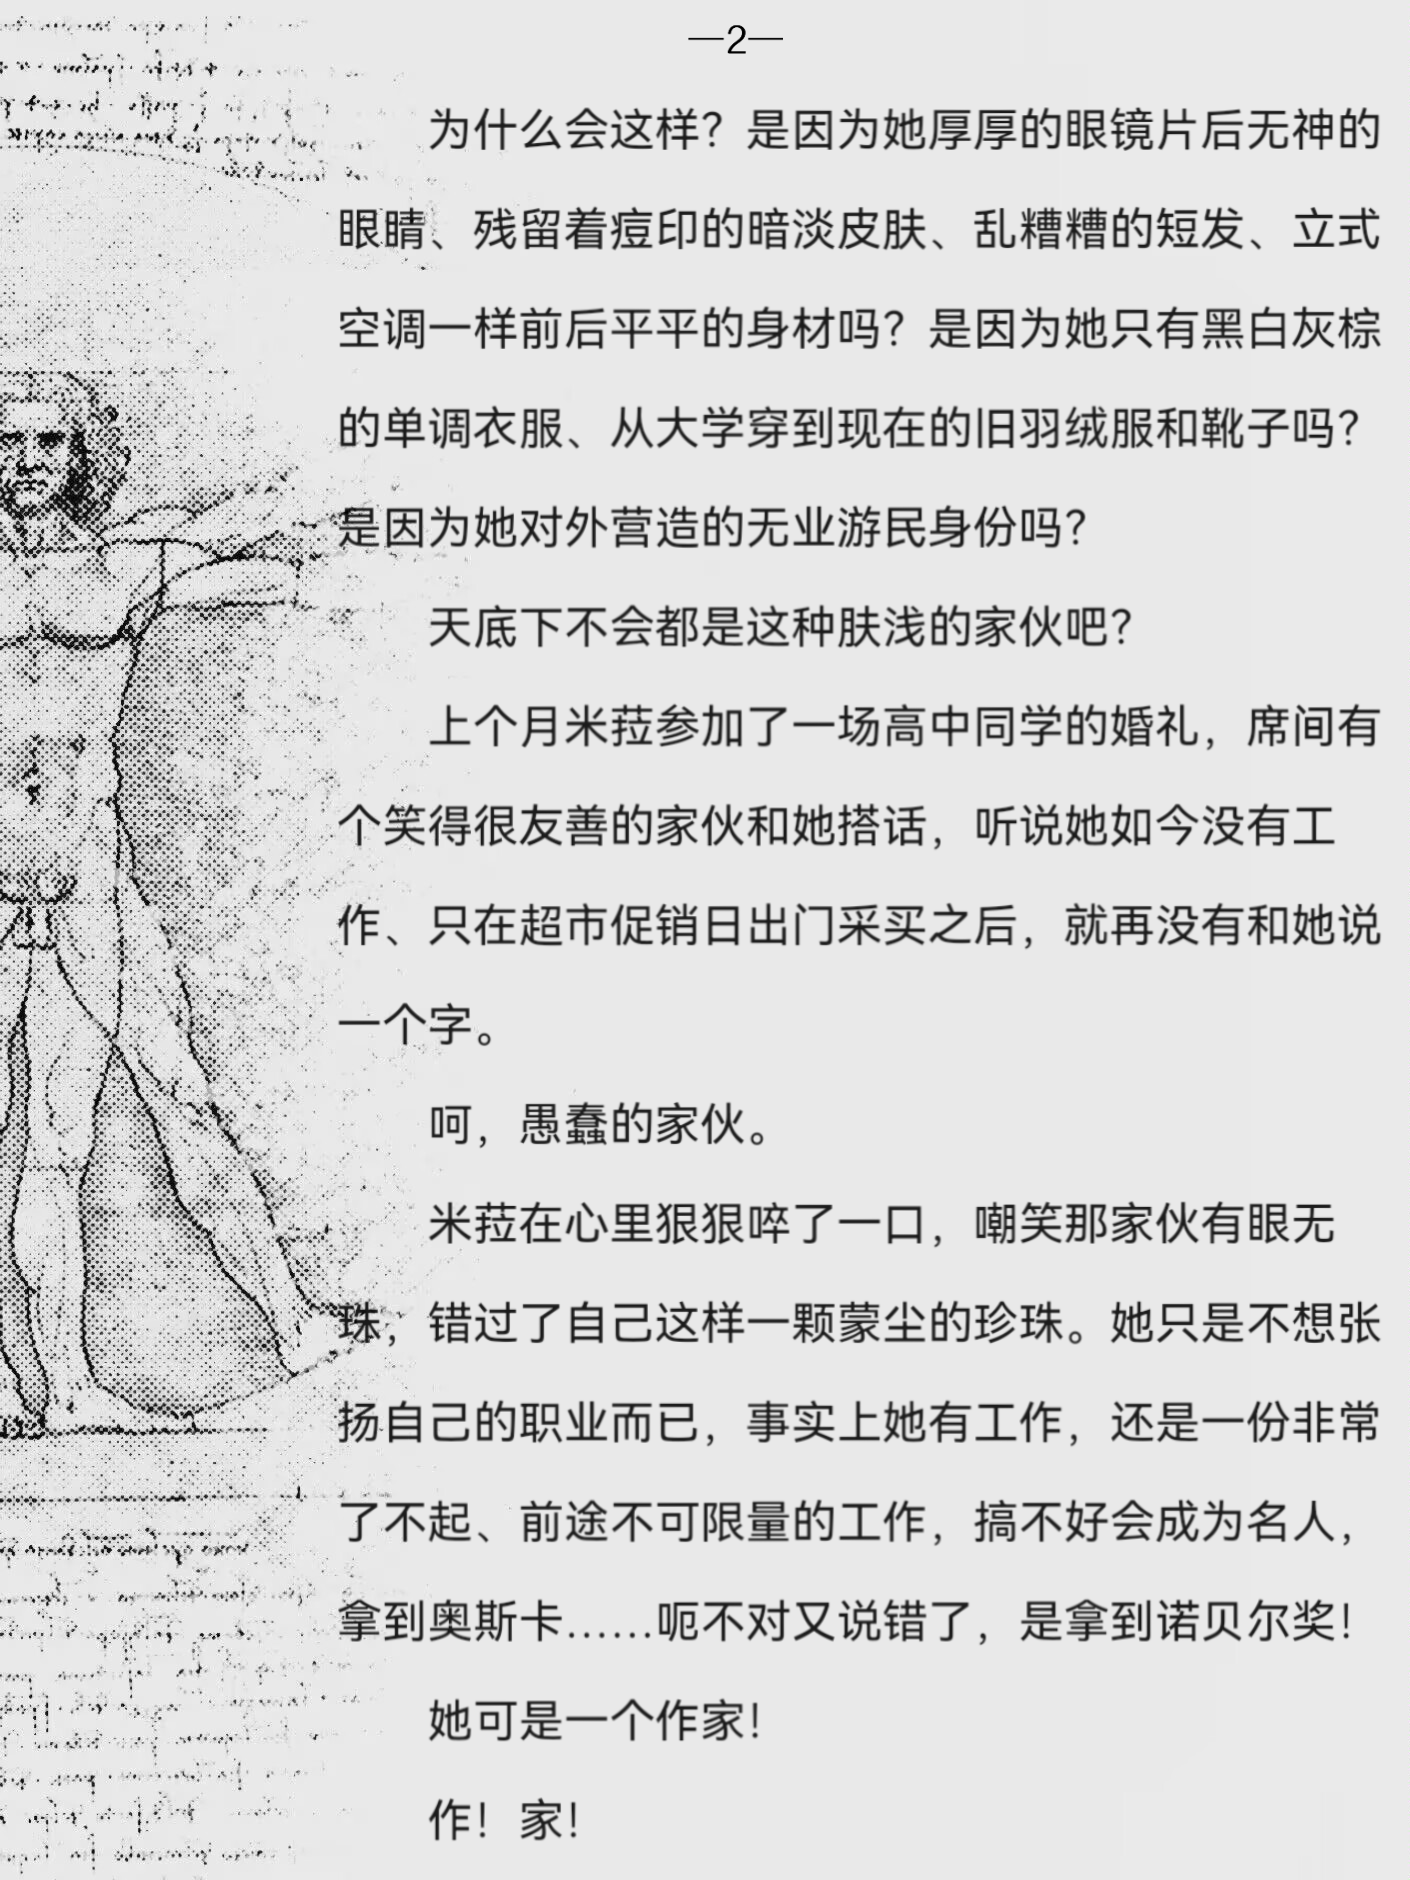 —2—
为什么会这样？是因为她厚厚的眼镜片后无神的
眼睛、残留着痘印的暗淡皮肤、乱糟糟的短发、立式
空调一样前后平平的身材吗？是因为她只有黑白灰棕
的单调衣服、从大学穿到现在的旧羽绒服和靴子吗？
是因为她对外营造的无业游民身份吗？
天底下不会都是这种肤浅的家伙吧？
上个月米菈参加了一场高中同学的婚礼，席间有
个笑得很友善的家伙和她搭话，听说她如今没有工
作、只在超市促销日出门采买之后，就再没有和她说
一个字。
呵，愚蠢的家伙。
米菈在心里狠狠啐了一口，嘲笑那家伙有眼无
珠，错过了自己这样一颗蒙尘的珍珠。她只是不想张
扬自己的职业而已，事实上她有工作，还是一份非常
了不起、前途不可限量的工作，搞不好会成为名人，
拿到奥斯卡……呃不对又说错了，是拿到诺贝尔奖！
她可是一个作家！
作！家！